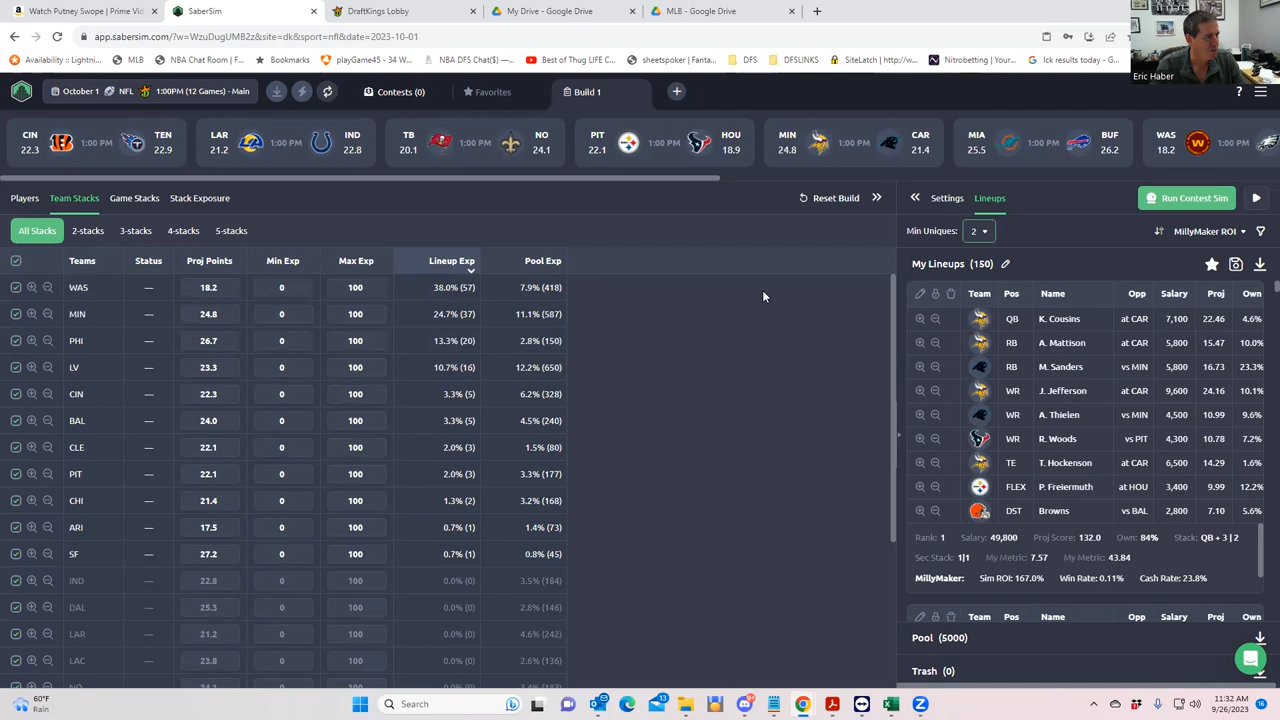 Watch Putney Swope | Prime Vid
SaberSim
DraftKings Lobby
My Drive - Google Drive
MLB - Google Drive
app.sabersim.com/?w=WzuDugUMB2z&site=dk&sport=nfl&date=2023-10-01
Availability :: Lightni...
MLB
NBA Chat Room | F...
Bookmarks
playGame45 - 34 W...
NBA DFS Chat($)---...
Best of Thug LIFE C...
sheetspoker | Fanta...
DFS
DFSLINKS
SiteLatch | http://w...
Nitrobetting | Your...
Ick results today - G...
Eric Haber
October 1 NFL 1:00PM (12 Games) - Main
Contests (0)
Favorites
Build 1
CIN 22.3 1:00 PM TEN 22.9
LAR 21.2 1:00 PM IND 22.8
TB 20.1 1:00 PM NO 24.1
PIT 22.1 1:00 PM HOU 18.9
MIN 24.8 1:00 PM CAR 21.4
MIA 25.5 1:00 PM BUF 26.2
WAS 18.2 1:00 PM
Players Team Stacks Game Stacks Stack Exposure Reset Build
All Stacks 2-stacks 3-stacks 4-stacks 5-stacks
Teams Status Proj Points Min Exp Max Exp Lineup Exp Pool Exp
WAS — 18.2 0 100 38.0% (57) 7.9% (418)
MIN — 24.8 0 100 24.7% (37) 11.1% (587)
PHI — 26.7 0 100 13.3% (20) 2.8% (150)
LV — 23.3 0 100 10.7% (16) 12.2% (650)
CIN — 22.3 0 100 3.3% (5) 6.2% (328)
BAL — 24.0 0 100 3.3% (5) 4.5% (240)
CLE — 22.1 0 100 2.0% (3) 1.5% (80)
PIT — 22.1 0 100 2.0% (3) 3.3% (177)
CHI — 21.4 0 100 1.3% (2) 3.2% (168)
ARI — 17.5 0 100 0.7% (1) 1.4% (73)
SF — 27.2 0 100 0.7% (1) 0.8% (45)
IND — 22.8 0 100 0.0% (0) 3.5% (184)
DAL — 25.3 0 100 0.0% (0) 2.8% (146)
LAR — 21.2 0 100 0.0% (0) 4.6% (242)
LAC — 23.8 0 100 0.0% (0) 2.6% (136)
Settings Lineups Run Contest Sim
Min Uniques: 2 MillyMaker ROI
My Lineups (150)
Team Pos Name Opp Salary Proj Own
QB K. Cousins at CAR 7,100 22.46 4.6%
RB A. Mattison at CAR 5,800 15.47 10.0%
RB M. Sanders vs MIN 5,800 16.73 23.3%
WR J. Jefferson at CAR 9,600 24.16 10.1%
WR A. Thielen vs MIN 4,500 10.99 9.6%
WR R. Woods vs PIT 4,300 10.78 7.2%
TE T. Hockenson at CAR 6,500 14.29 1.6%
FLEX P. Freiermuth at HOU 3,400 9.99 12.2%
DST Browns vs BAL 2,800 7.10 5.6%
Rank: 1 Salary: 49,800 Proj Score: 132.0 Own: 84% Stack: QB + 3 | 2
Sec Stack: 1|1 My Metric: 7.57 My Metric: 43.84
MillyMaker: Sim ROI: 167.0% Win Rate: 0.11% Cash Rate: 23.8%
Team Pos Name Opp Salary Proj Own
Pool (5000)
Trash (0)
60°F
Rain
Search
11:32 AM
9/26/2023